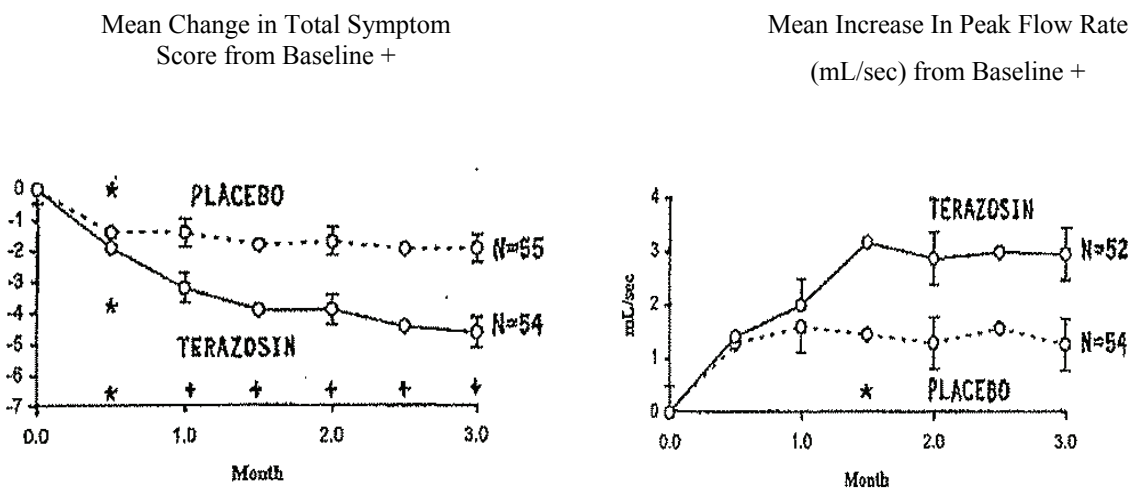 Mean Change in Total Symptom
Score from Baseline +
Mean Increase In Peak Flow Rate
(mL/sec) from Baseline +
0
-1
-2
-3
-4
-5
-6
-7
*
PLACEBO
N=55
*
N=54
TERAZOSIN
* + + + + +
0.0 1.0 2.0 3.0
Month
4
3
2
1
0
mL/sec
TERAZOSIN
N=52
N=54
*
PLACEBO
0.0 1.0 2.0 3.0
Month